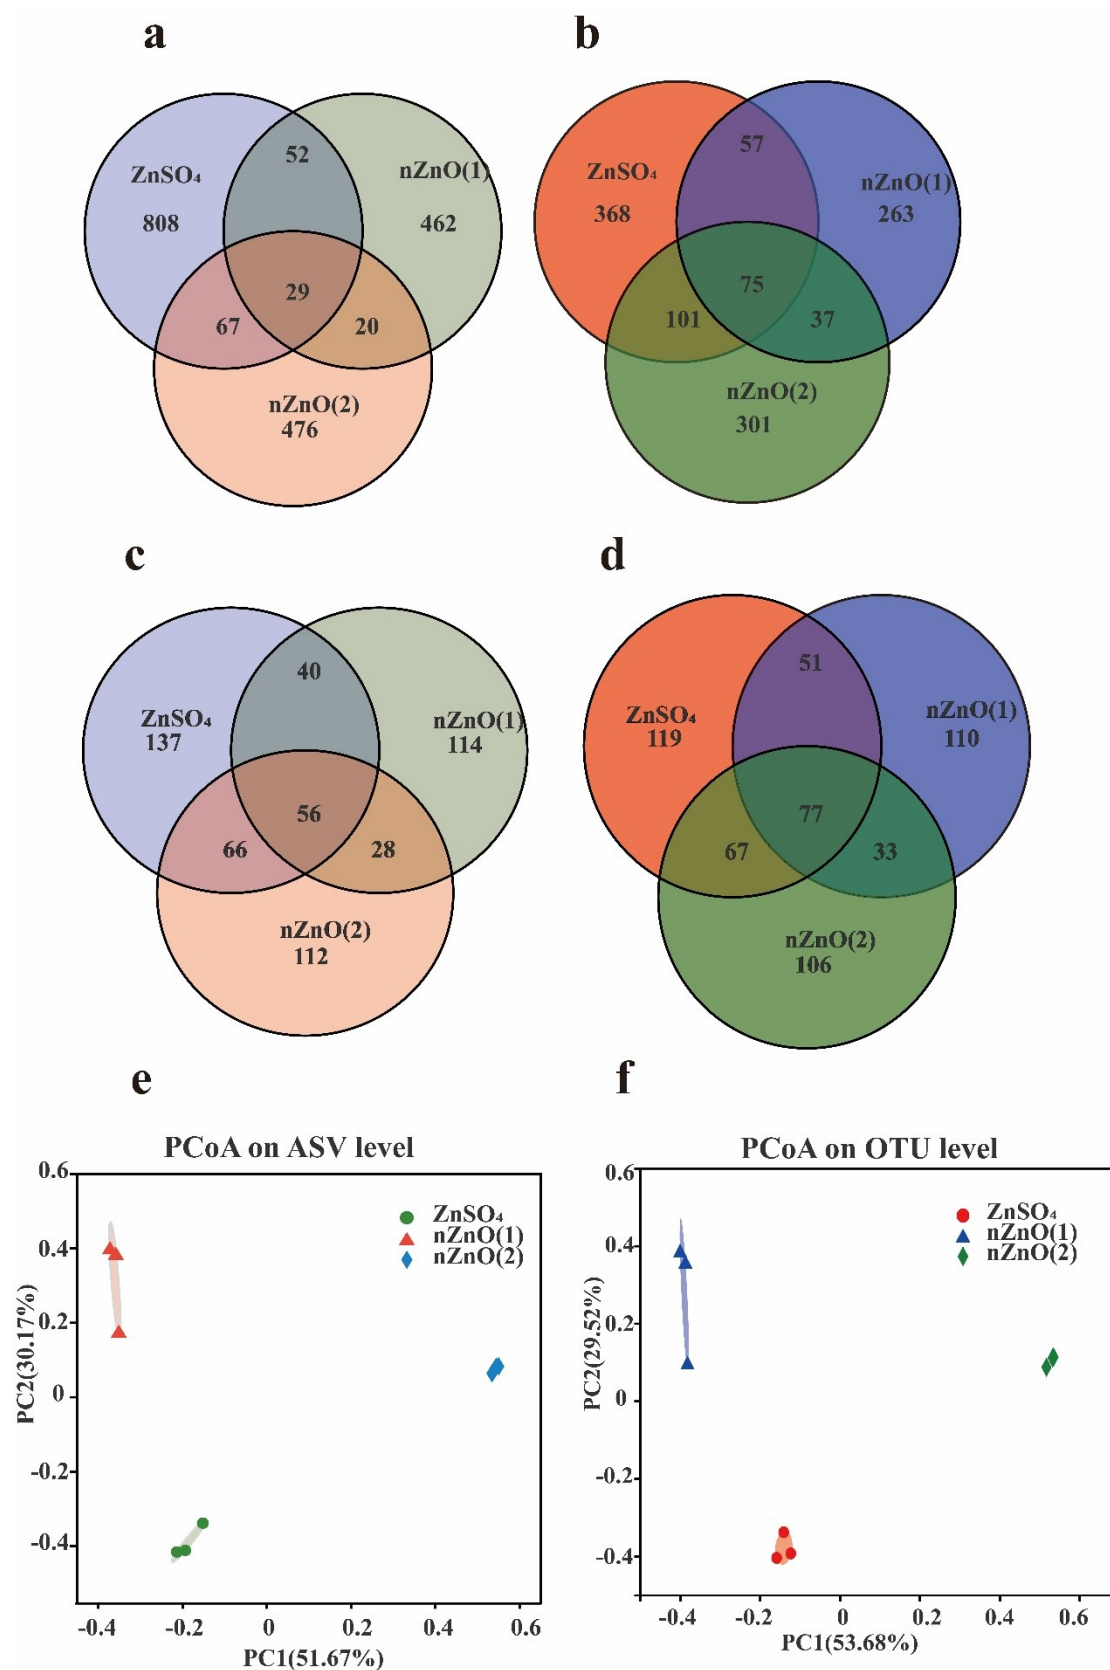 a
b
ZnSO₄
808
52
nZnO(1)
462
29
67
20
nZnO(2)
476
ZnSO₄
368
57
nZnO(1)
263
75
101
37
nZnO(2)
301
c
d
ZnSO₄
137
40
nZnO(1)
114
56
66
28
nZnO(2)
112
ZnSO₄
119
51
nZnO(1)
110
77
67
33
nZnO(2)
106
e
PCoA on ASV level
0.6
0.4
0.2
0
-0.2
-0.4
PC2(30.17%)
ZnSO₄
nZnO(1)
nZnO(2)
-0.4 -0.2 0 0.2 0.4 0.6
PC1(51.67%)
f
PCoA on OTU level
0.6
0.4
0.2
0
-0.2
-0.4
PC2(29.52%)
ZnSO₄
nZnO(1)
nZnO(2)
-0.4 -0.2 0 0.2 0.4 0.6
PC1(53.68%)